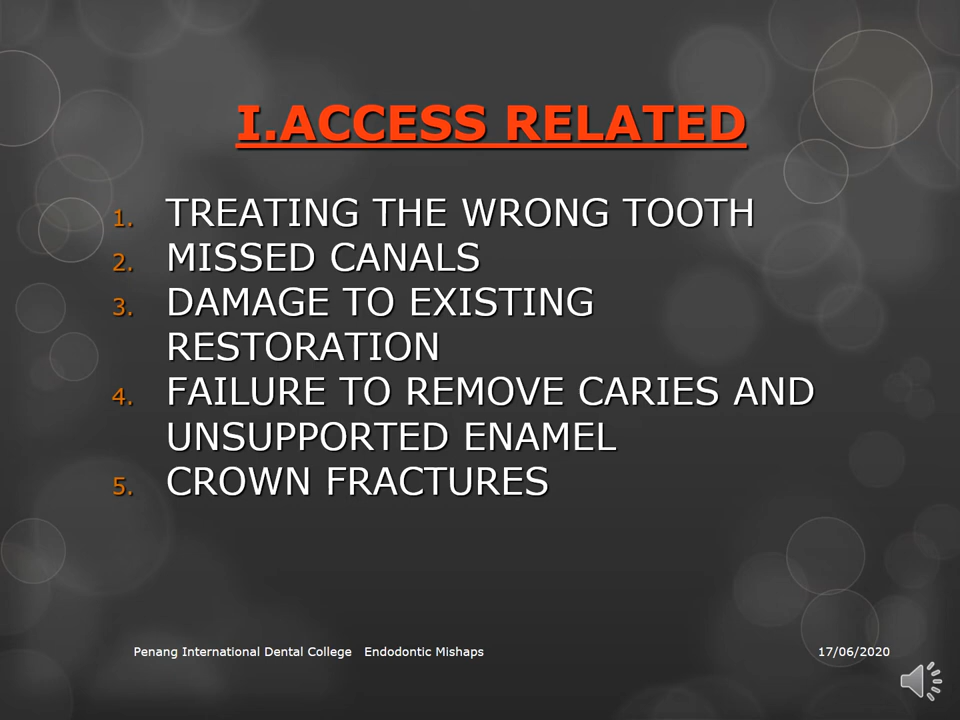 I.ACCESS RELATED
1. TREATING THE WRONG TOOTH
2. MISSED CANALS
3. DAMAGE TO EXISTING
RESTORATION
4. FAILURE TO REMOVE CARIES AND
UNSUPPORTED ENAMEL
5. CROWN FRACTURES
Penang International Dental College Endodontic Mishaps 17/06/2020